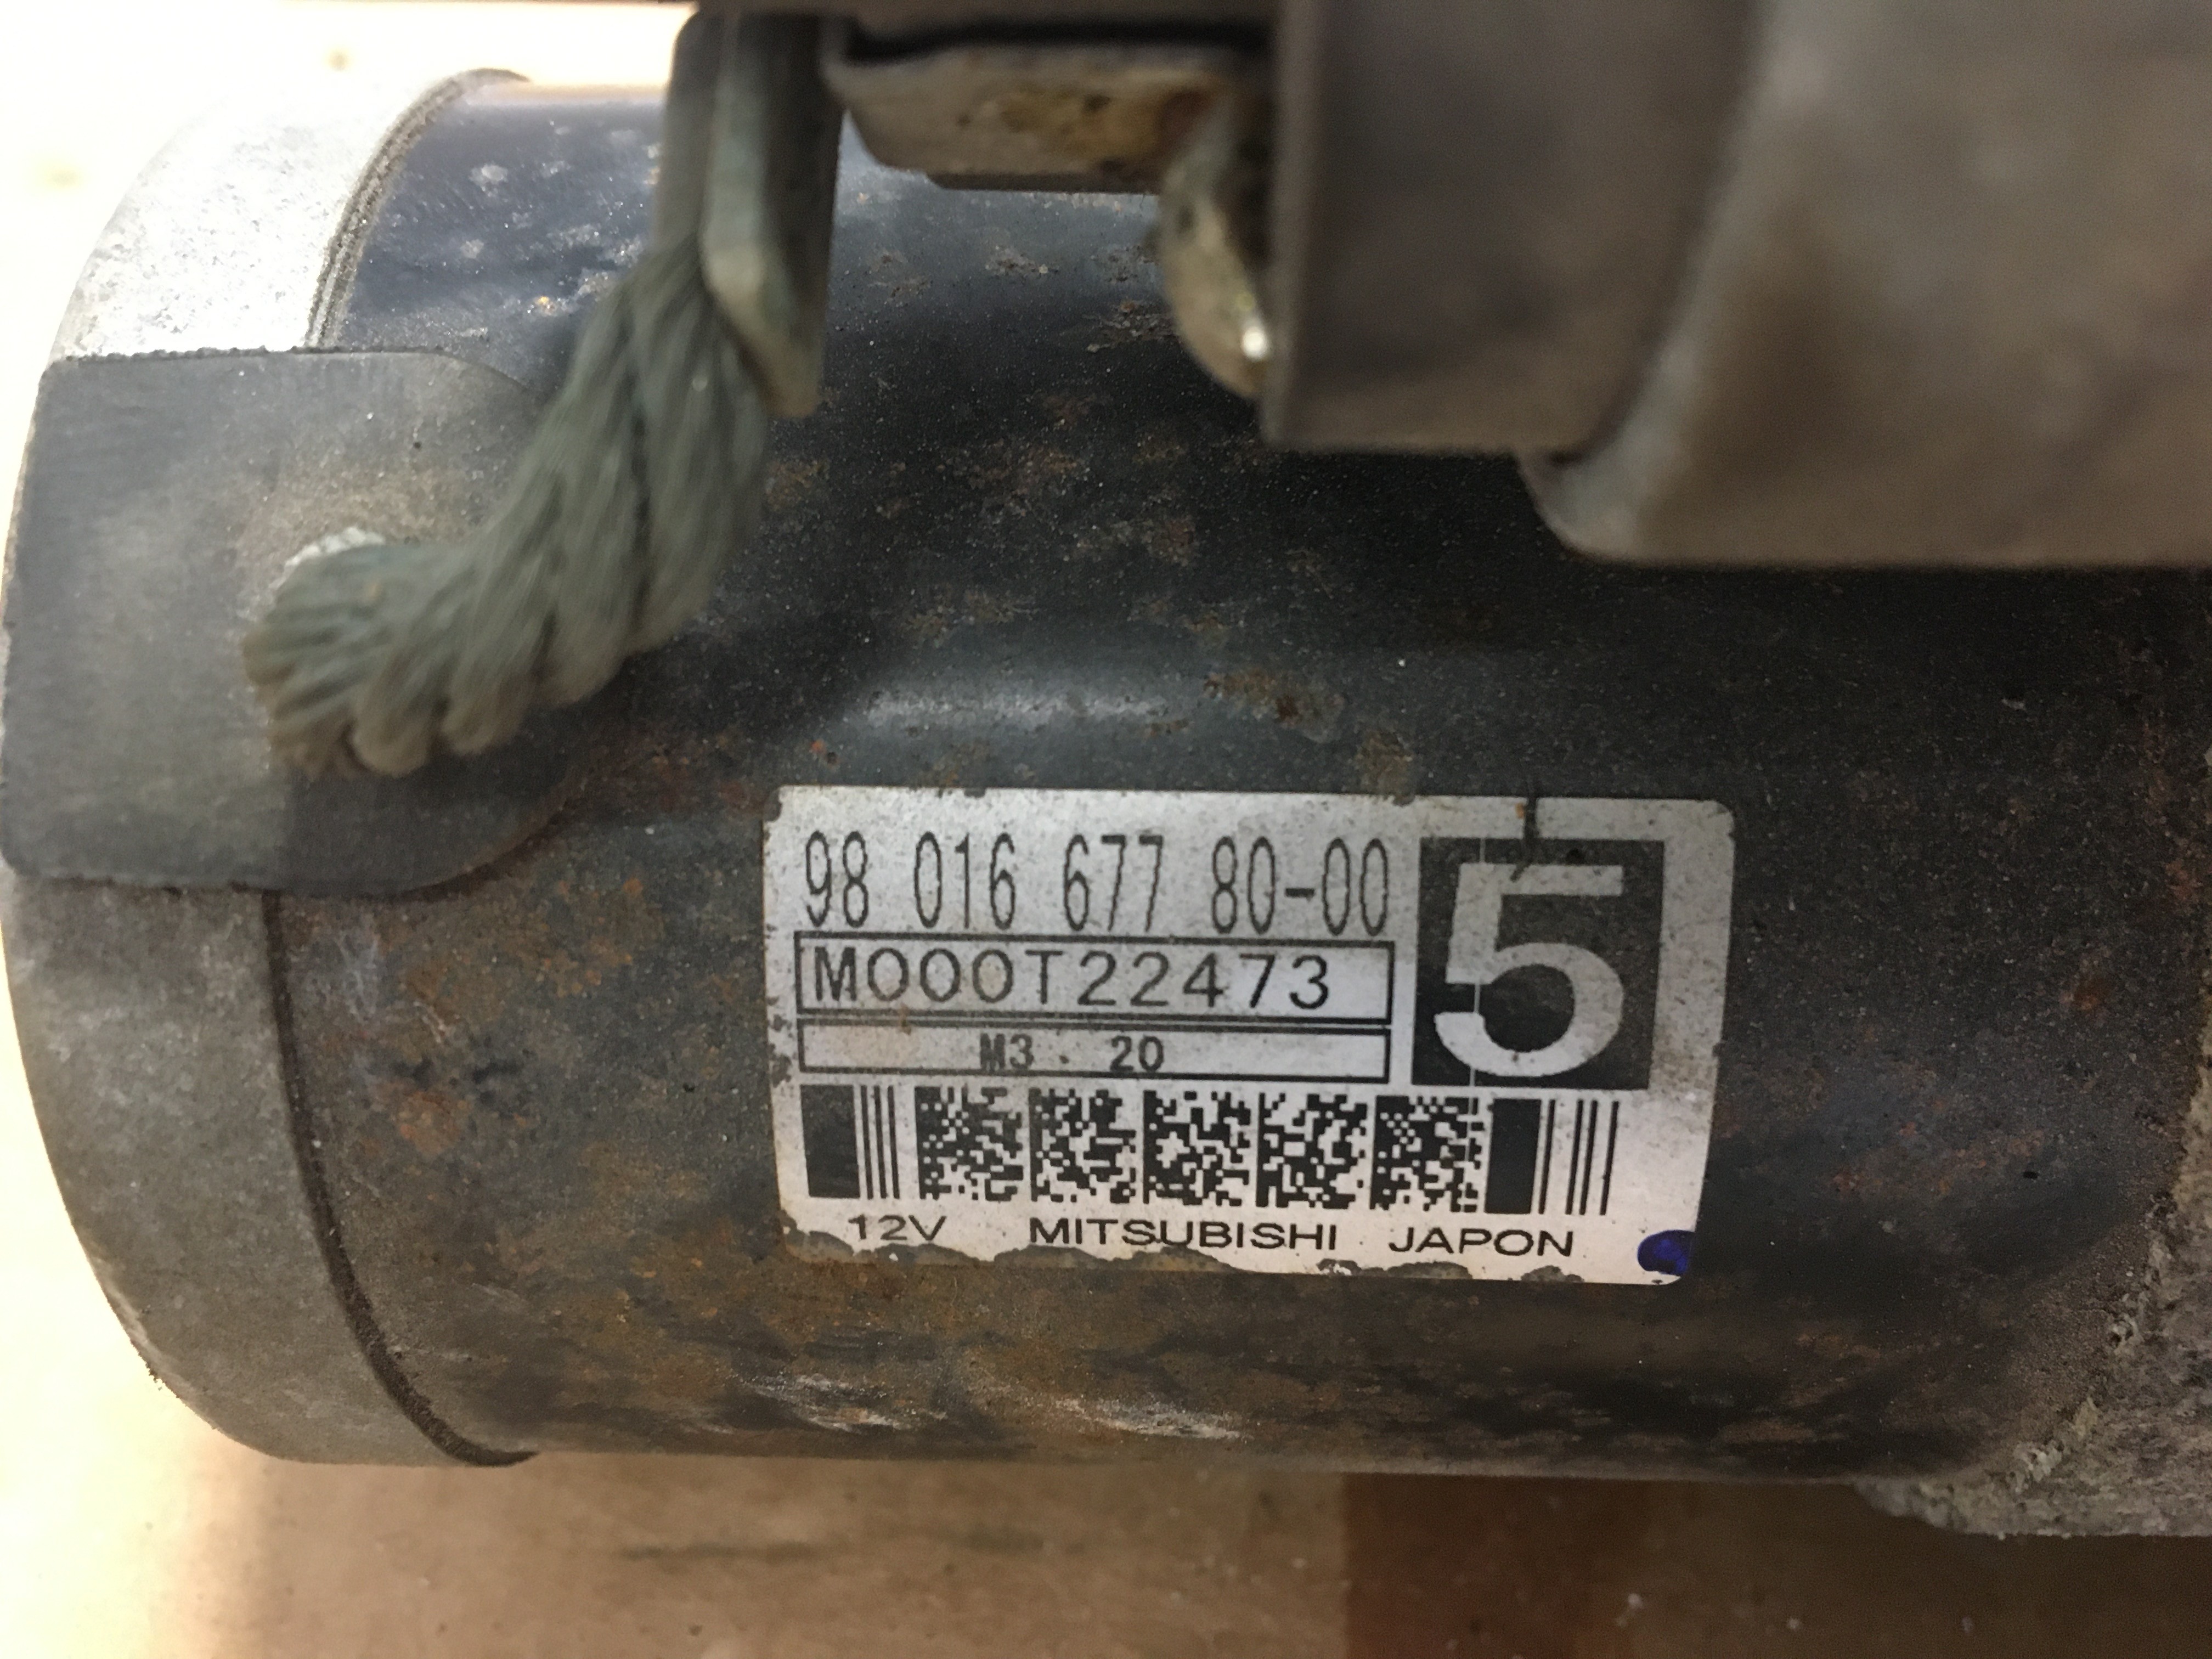 98 016 677 80-00
5
M000T22473
M3 . 20
12V MITSUBISHI JAPON